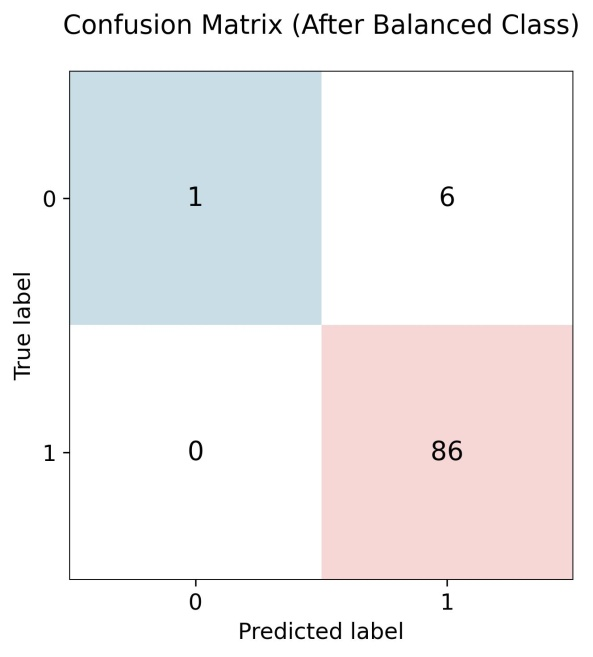 Confusion Matrix (After Balanced Class)
0
1
6
True label
1
0
86
0
1
Predicted label